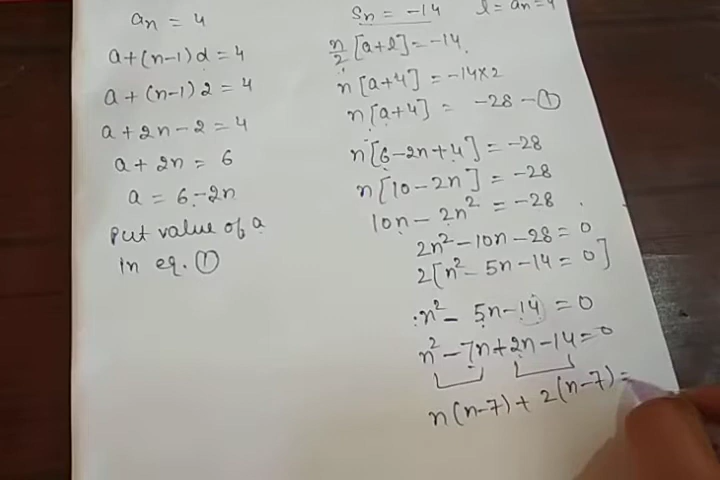 an = 4
a+(n-1)d=4
a+(n-1)2=4
a+2n-2=4
a+2n=6
a=6-2n
put value of a
in eq. ①
Sn = -14
l = an = 4
n/2 [a+l] = -14
n[a+4] = -14×2
n[a+4] = -28 - ①
n[6-2n+4] = -28
n[10-2n] = -28
10n - 2n² = -28
2n²-10n-28=0
2[n²-5n-14=0]
n²-5n-14=0
n²-7n+2n-14=0
n(n-7)+2(n-7)=